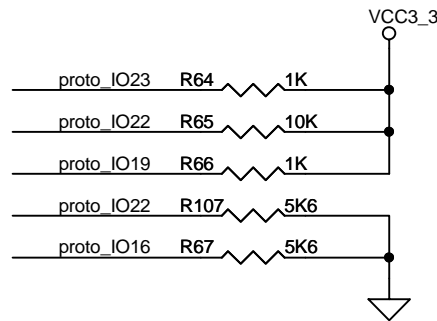 VCC3_3
proto_IO23 R64 1K
proto_IO22 R65 10K
proto_IO19 R66 1K
proto_IO22 R107 5K6
proto_IO16 R67 5K6